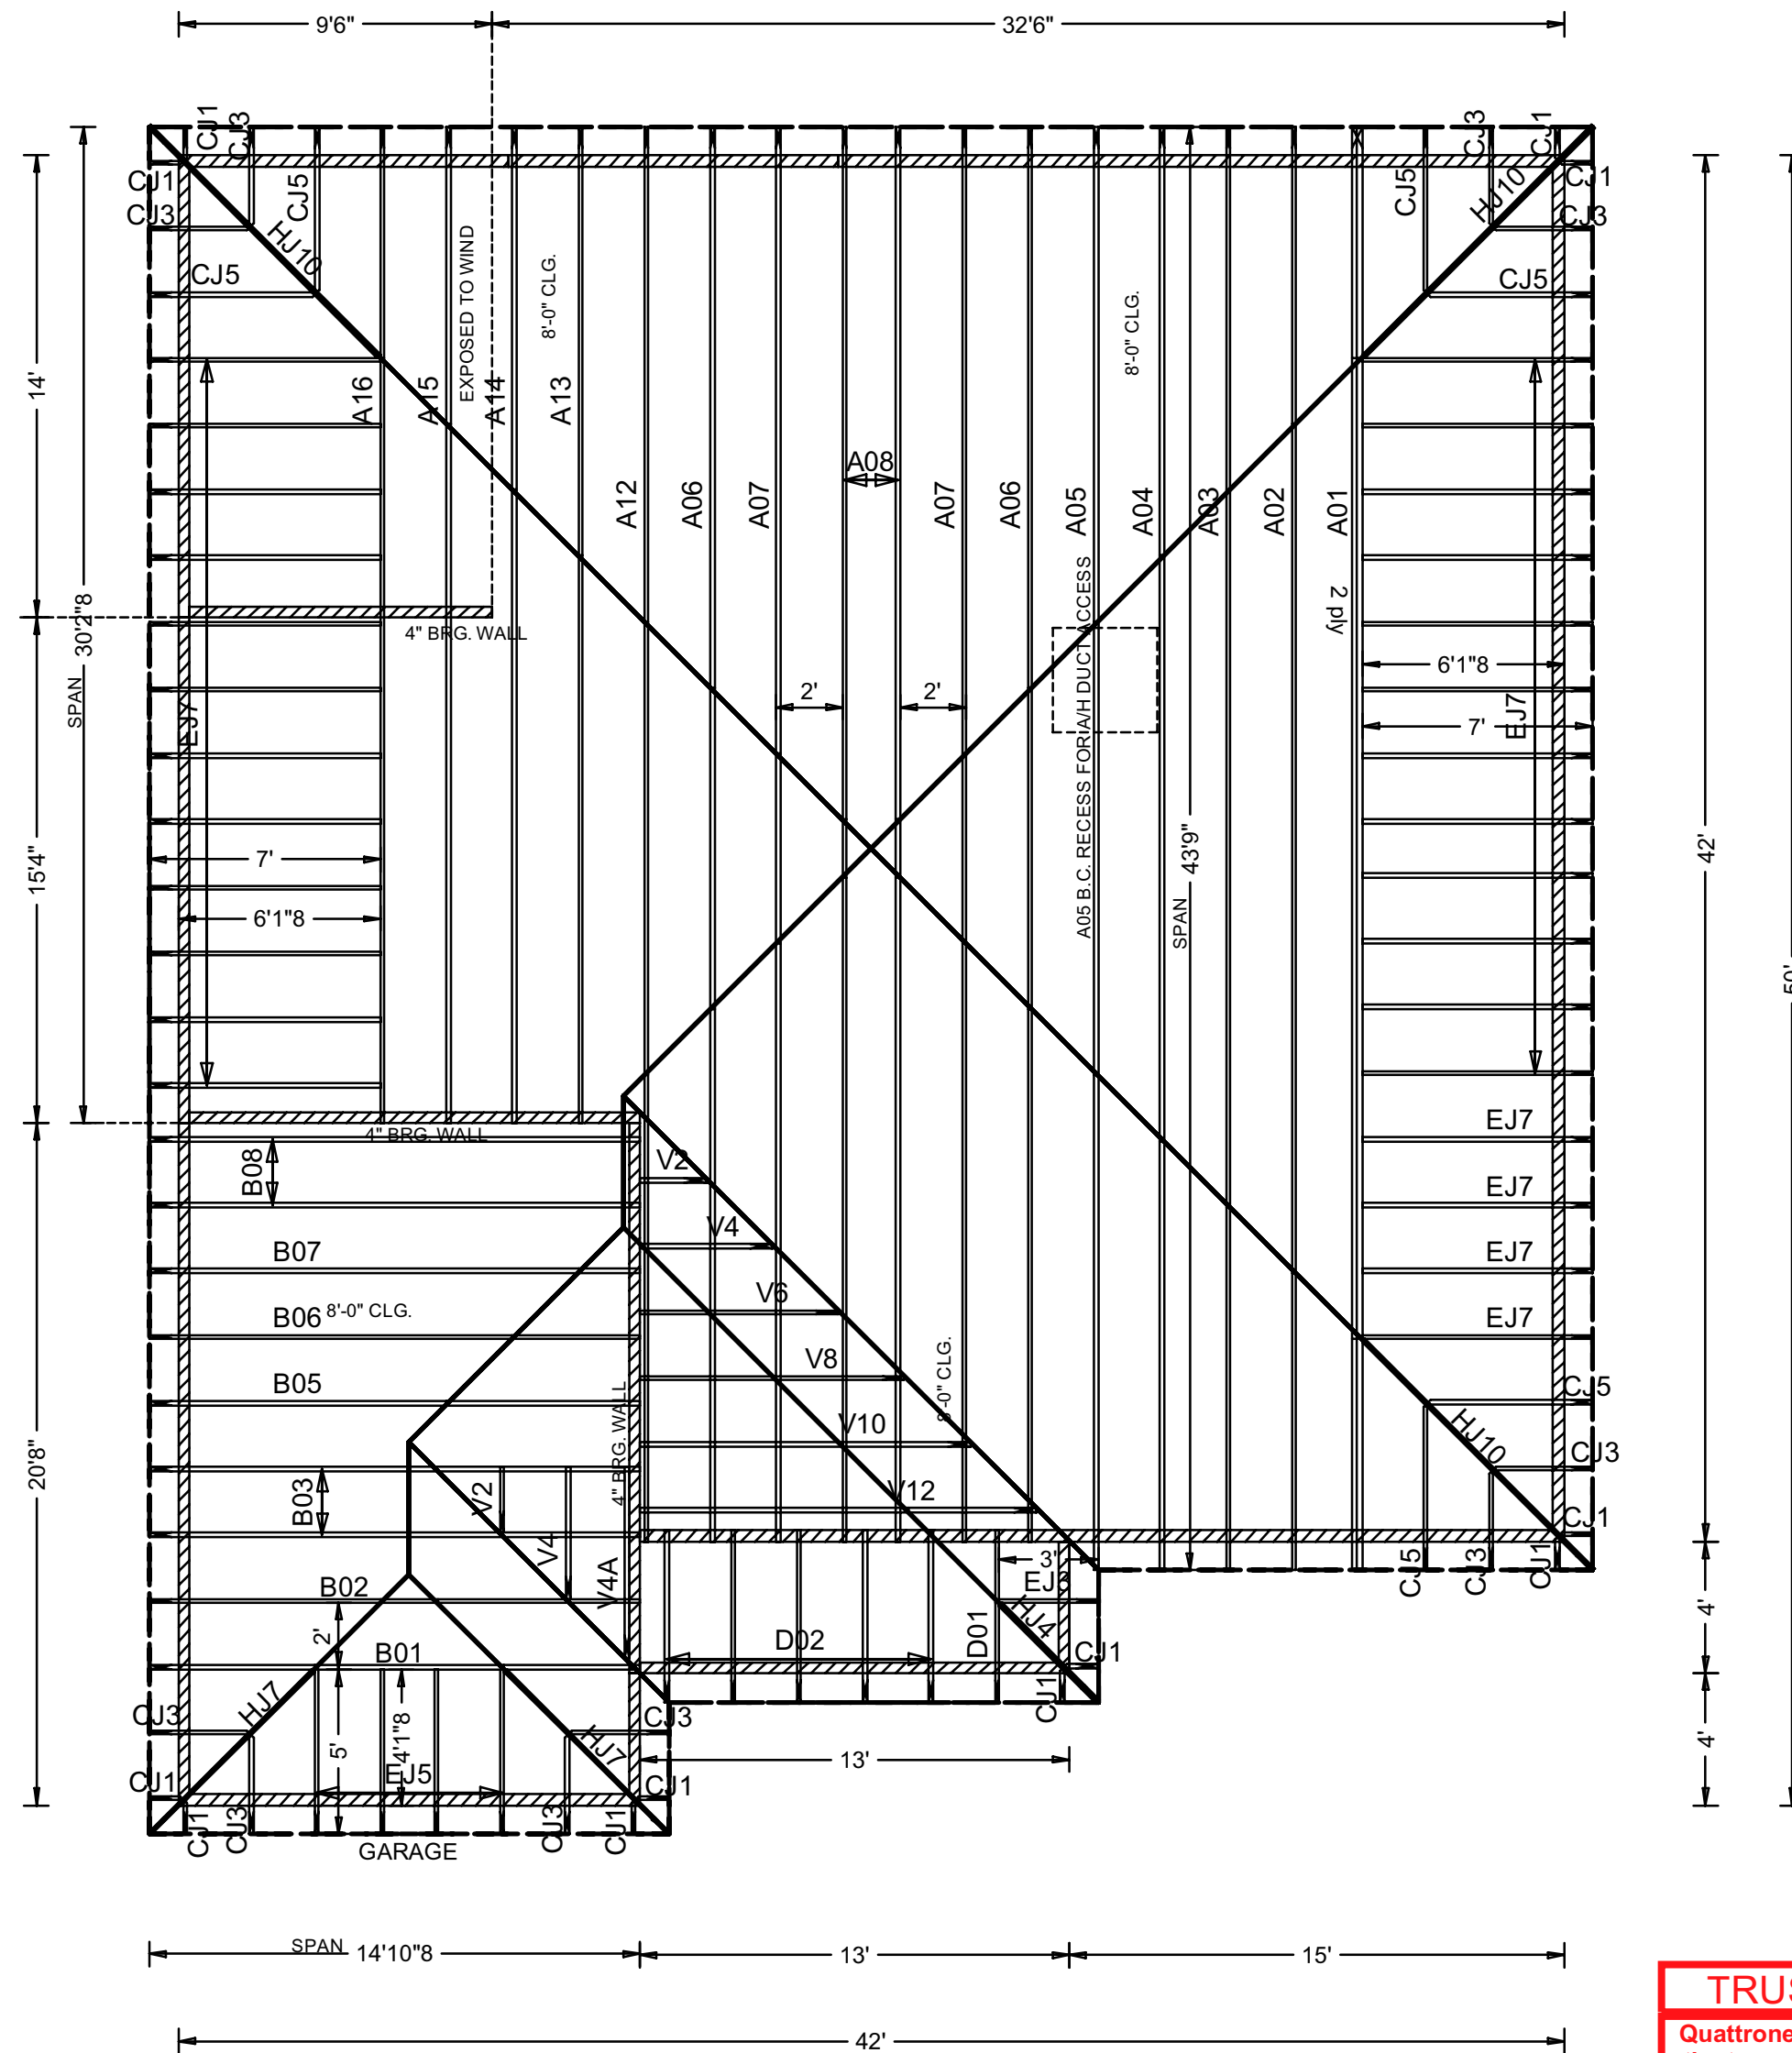 9'6"
32'6"
CJ1
CJ3
CJ3
CJ1
CJ1
CJ3
CJ5
HJ10
CJ5
CJ5
HJ10
CJ1
CJ3
CJ5
EXPOSED TO WIND
8'-0" CLG.
8'-0" CLG.
14'
A16
A15
A14
A13
A12
A06
A07
A08
A07
A06
A05
A04
A03
A02
A01
2 ply
SPAN 30'2"8
4" BRG. WALL
A05 B.C. RECESS FOR A/H DUCT ACCESS
EJ7
2'
2'
6'1"8
7'
EJ7
15'4"
7'
6'1"8
SPAN 43'9"
42'
50'
4" BRG. WALL
EJ7
B08
V2
EJ7
V4
B07
EJ7
V6
B06
8'-0" CLG.
EJ7
V8
B05
8'-0" CLG.
4" BRG. WALL
CJ5
V10
HJ10
CJ3
20'8"
B03
V2
V12
CJ1
V4
V4A
3'
EJ3
CJ5
CJ3
CJ1
B02
HJ4
4'
2'
B01
D02
D01
CJ1
CJ1
HJ7
CJ3
5'
4'1"8
HJ7
CJ3
4'
13'
EJ5
CJ1
CJ1
CJ1
CJ3
CJ3
CJ1
GARAGE
SPAN 14'10"8
13'
15'
42'
Quattrone